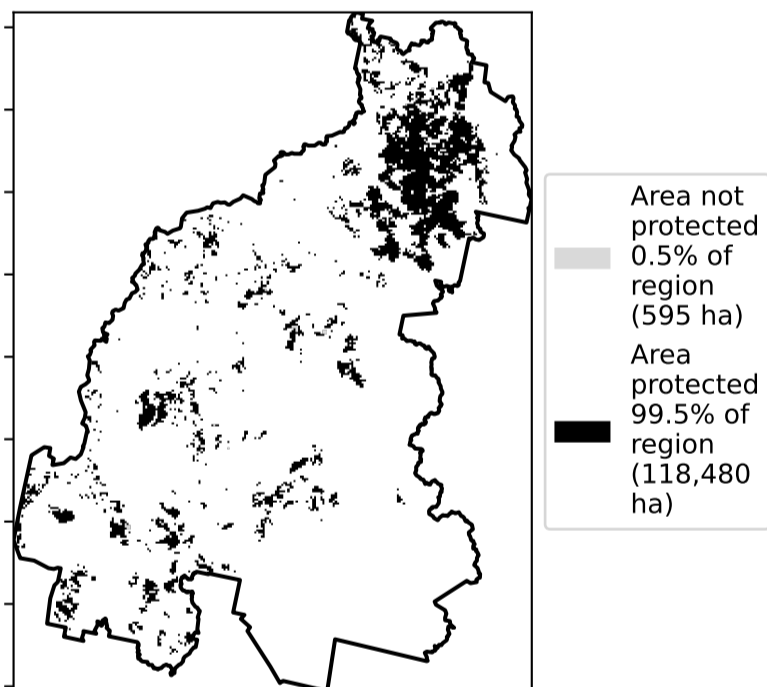 Area not
protected
0.5% of
region
(595 ha)
Area
protected
99.5% of
region
(118,480
ha)